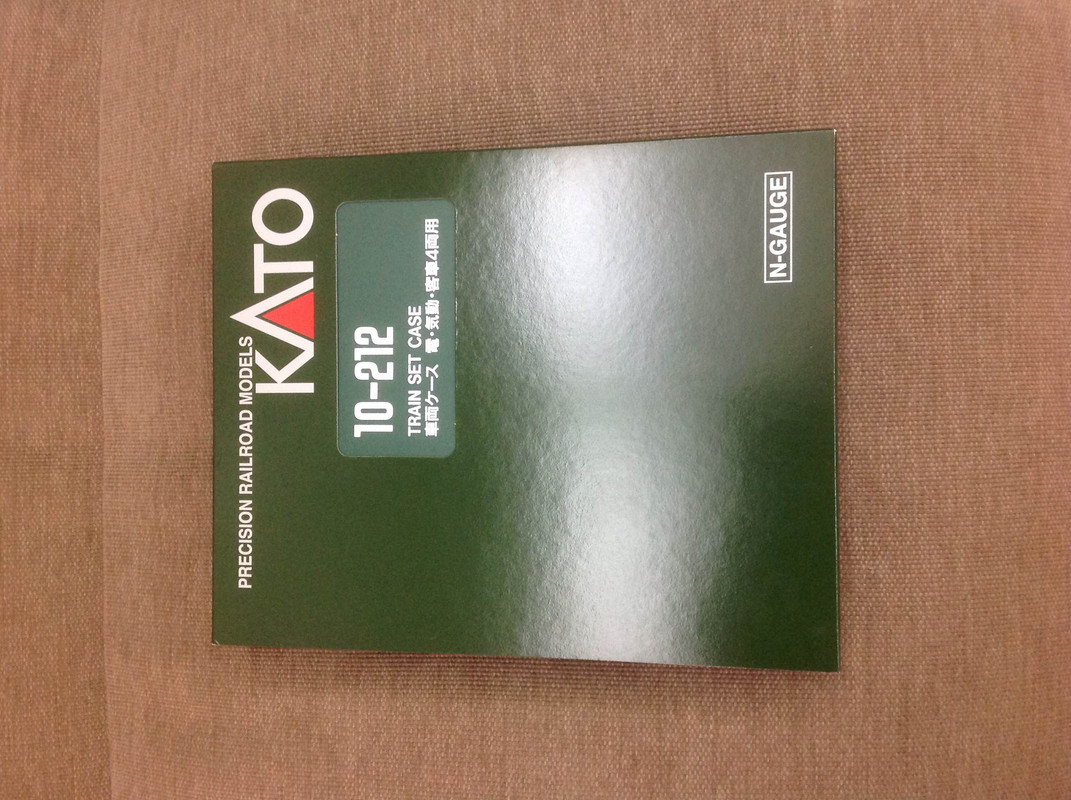 PRECISION RAILROAD MODELS
KATO
10-212
TRAIN SET CASE
車両ケース 電・気動・客車4両用
N-GAUGE